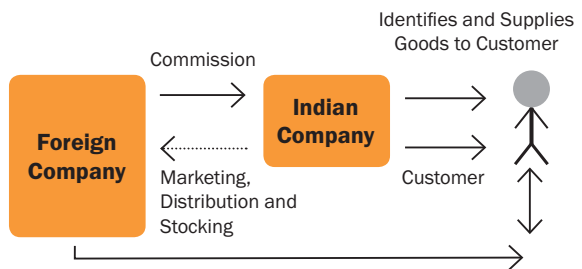 Identifies and Supplies
Goods to Customer
Commission
Foreign
Company
Indian
Company
Marketing,
Distribution and
Stocking
Customer